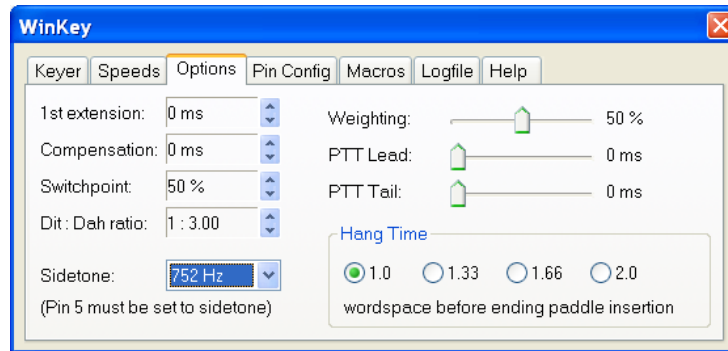 WinKey
Keyer Speeds Options Pin Config Macros Logfile Help
1st extension: 0 ms
Compensation: 0 ms
Switchpoint: 50 %
Dit : Dah ratio: 1 : 3.00
Sidetone: 752 Hz
(Pin 5 must be set to sidetone)
Weighting: 50 %
PTT Lead: 0 ms
PTT Tail: 0 ms
Hang Time
1.0 1.33 1.66 2.0
wordspace before ending paddle insertion